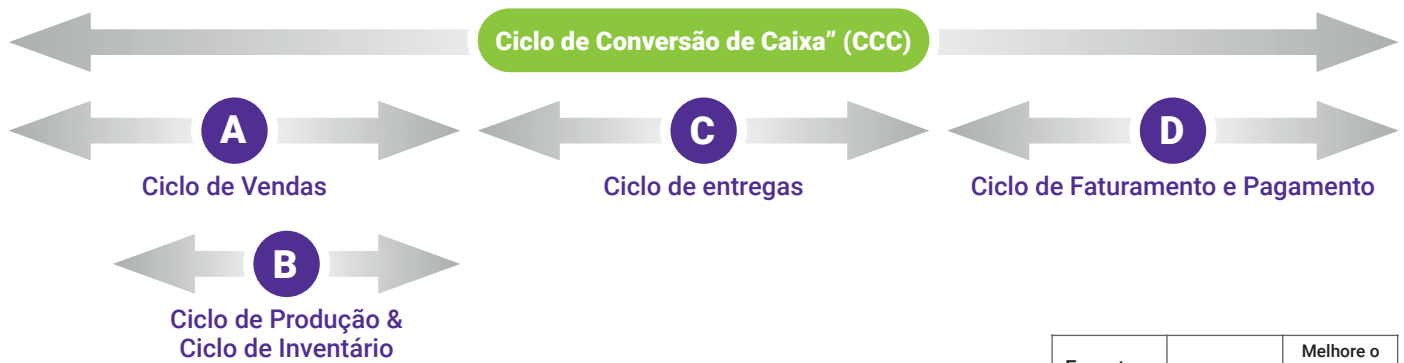 Ciclo de Conversão de Caixa” (CCC)
A
Ciclo de Vendas
C
Ciclo de entregas
D
Ciclo de Faturamento e Pagamento
B
Ciclo de Produção &
Ciclo de Inventário
Melhore o